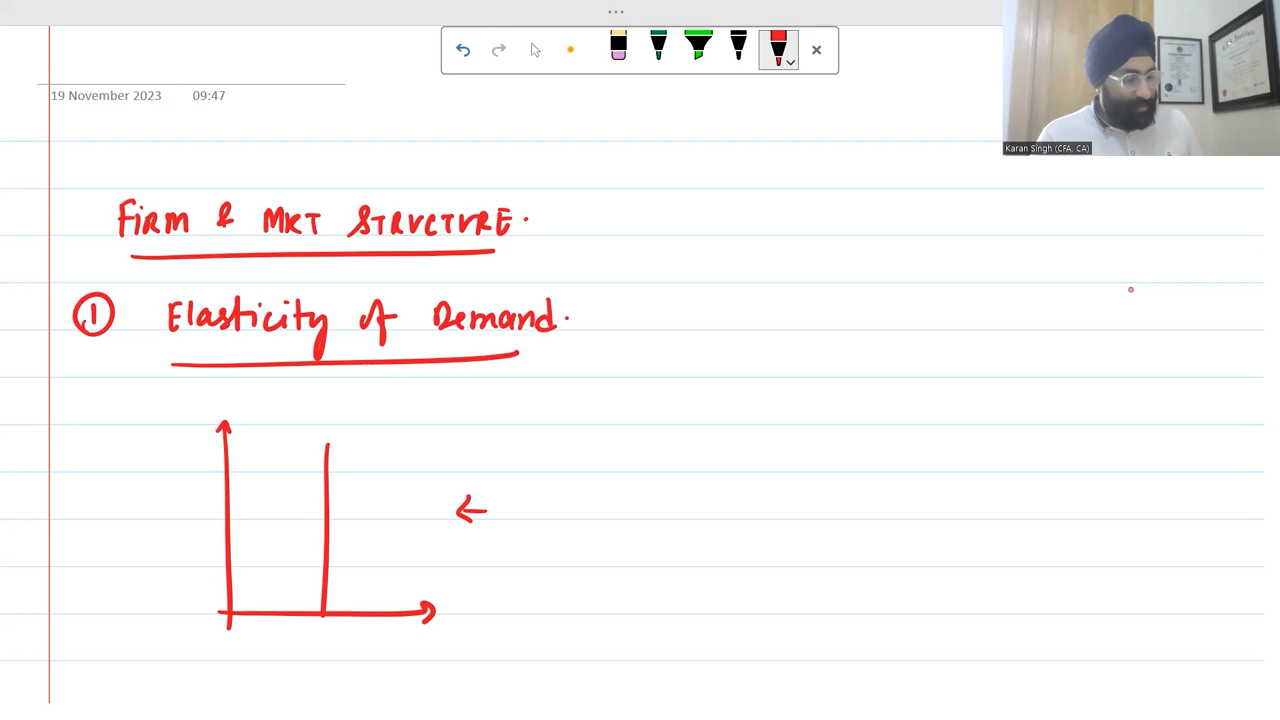 19 November 2023 09:47
Karan Singh (CFA, CA)
FIRM & MKT STRUCTURE.
① Elasticity of Demand.